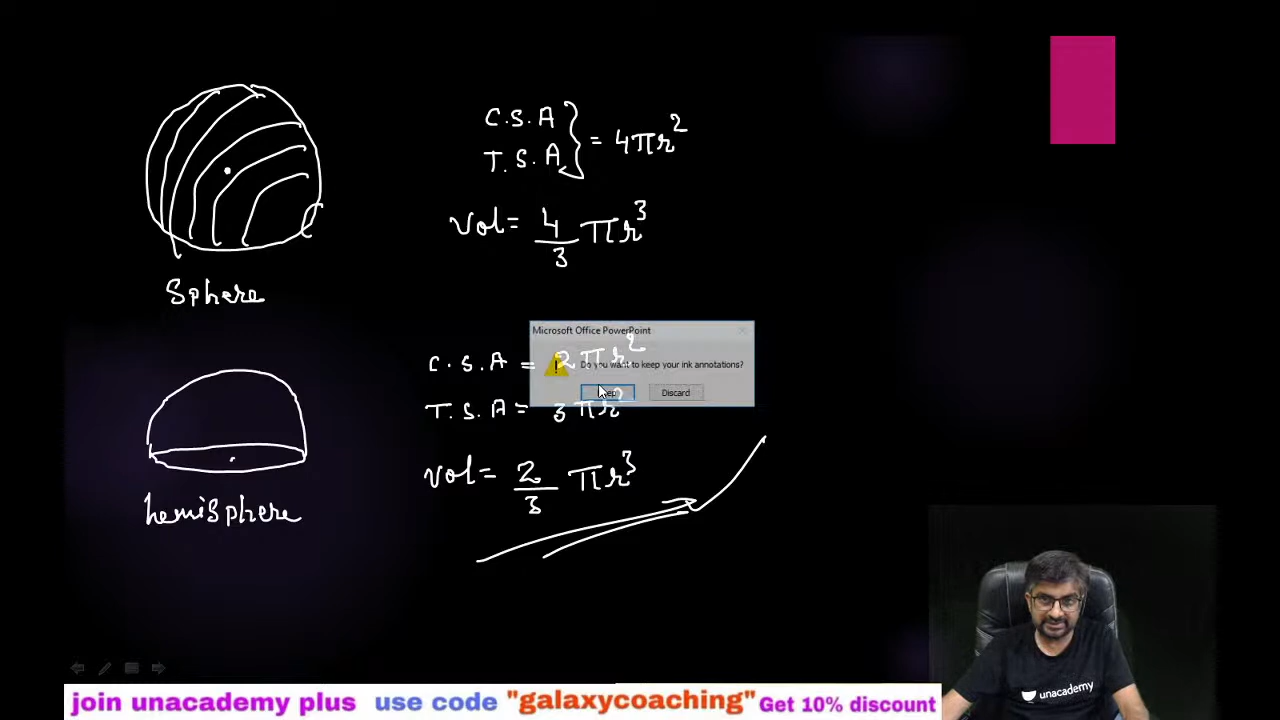 C.S.A
T.S.A
= 4πr²
Vol = 4/3 πr³
Sphere
Microsoft Office PowerPoint
Do you want to keep your ink annotations?
Discard
C.S.A = 2πr²
T.S.A = 3πr²
Vol = 2/3 πr³
hemisphere
unacademy
join unacademy plus use code "galaxycoaching" Get 10% discount